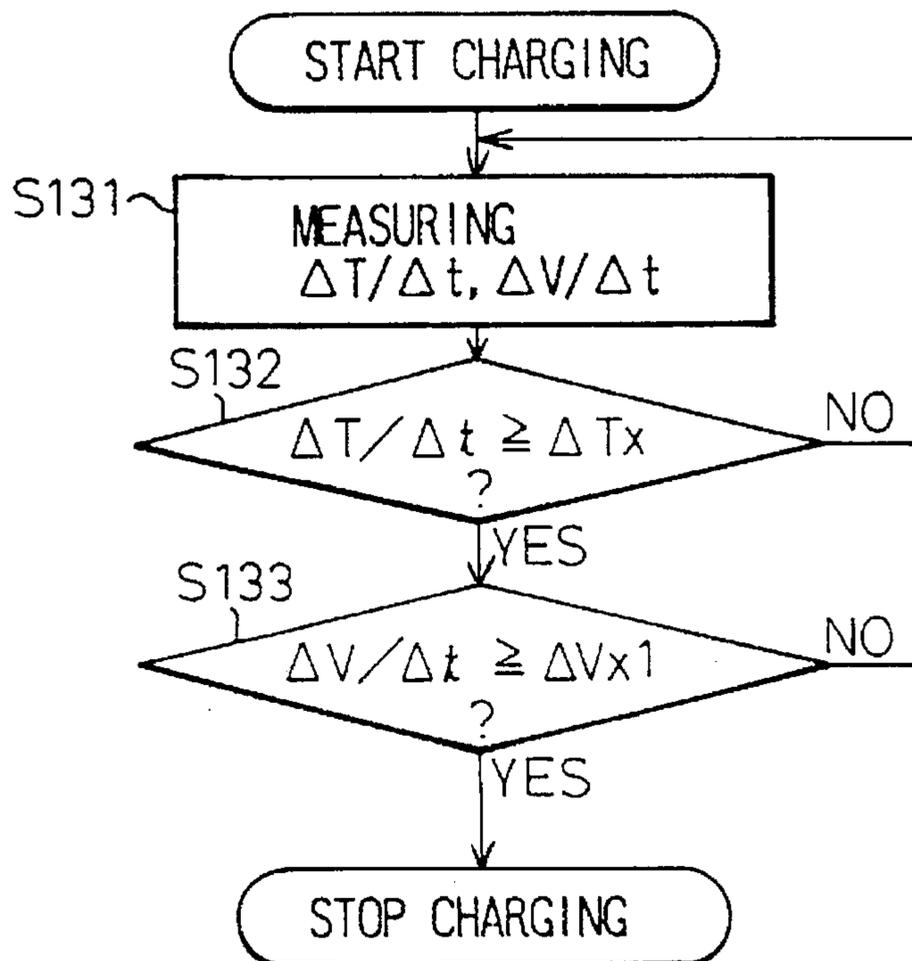 START CHARGING
S131
MEASURING
ΔT/Δt, ΔV/Δt
S132
ΔT/Δt ≧ ΔTx
?
NO
YES
S133
ΔV/Δt ≧ ΔVx1
?
NO
YES
STOP CHARGING